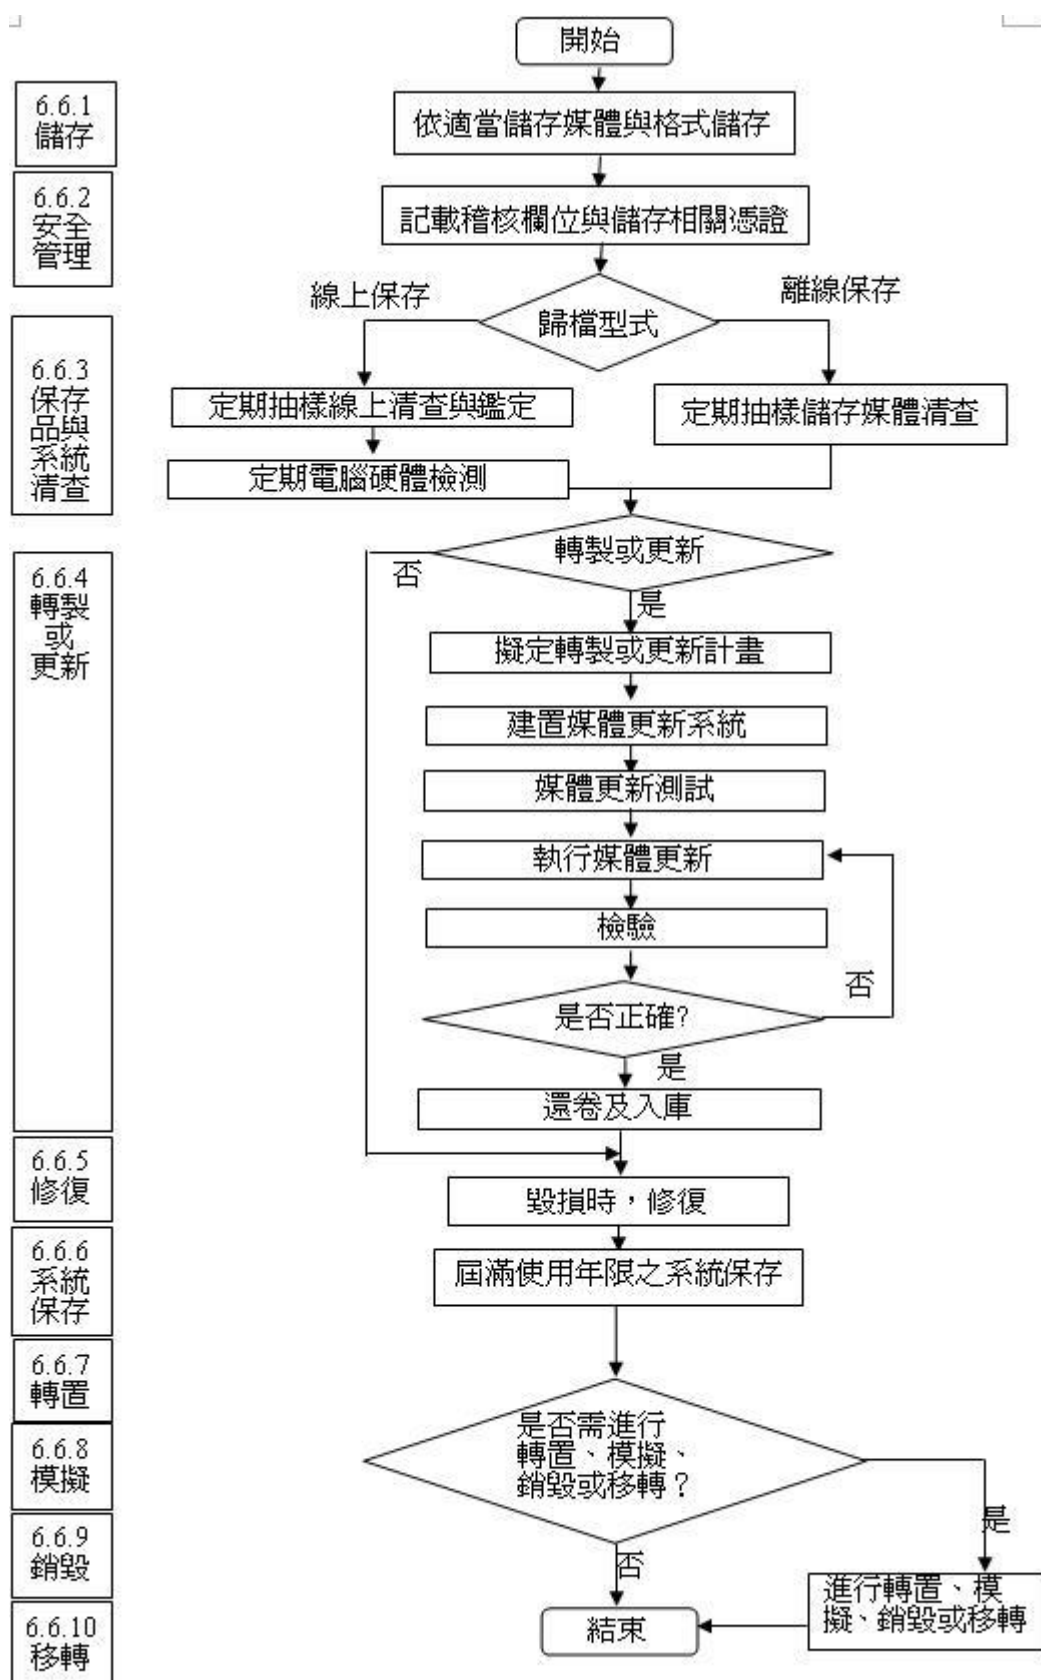 開始
6.6.1
儲存
依適當儲存媒體與格式儲存
6.6.2
安全
管理
記載稽核欄位與儲存相關憑證
線上保存
離線保存
歸檔型式
6.6.3
保存
品與
系統
清查
定期抽樣線上清查與鑑定
定期抽樣儲存媒體清查
定期電腦硬體檢測
轉製或更新
否
是
6.6.4
轉製
或
更新
擬定轉製或更新計畫
建置媒體更新系統
媒體更新測試
執行媒體更新
檢驗
否
是否正確?
是
還卷及入庫
6.6.5
修復
毀損時，修復
6.6.6
系統
保存
屆滿使用年限之系統保存
6.6.7
轉置
6.6.8
模擬
是否需進行
轉置、模擬、
銷毀或移轉？
是
否
6.6.9
銷毀
進行轉置、模
擬、銷毀或移轉
6.6.10
移轉
結束